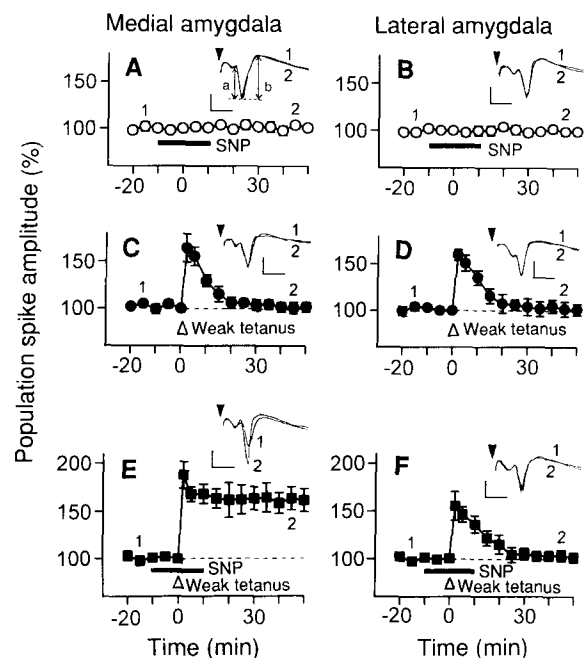 Medial amygdala
Lateral amygdala
Population spike amplitude (%)
A
1
2
a
b
150
100
1
2
SNP
-20
0
30
B
1
2
150
100
1
2
SNP
-20
0
30
C
1
2
150
100
1
2
Δ Weak tetanus
-20
0
30
D
1
2
150
100
1
2
Δ Weak tetanus
-20
0
30
E
1
2
200
150
100
1
2
SNP
Δ Weak tetanus
-20
0
30
Time (min)
F
1
2
200
150
100
1
2
SNP
Δ Weak tetanus
-20
0
30
Time (min)